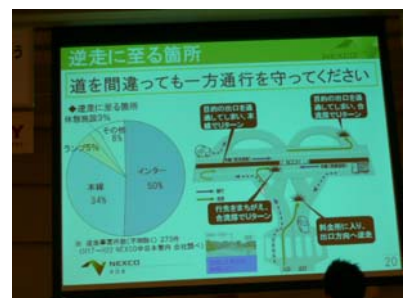 逆走に至る箇所
NEXCO
道を間違っても一方通行を守ってください
◆逆走に至る箇所
休憩施設3%
その他
8%
ランプ5%
本線
34%
インター
50%
目的の出口を通
過してしまい、本
線でUターン
目的の出口を通
過してしまい、合
流部でUターン
行先をまちがえ、
合流部でUターン
料金所に入り、
出口方向へ逆走
NEXCO
20